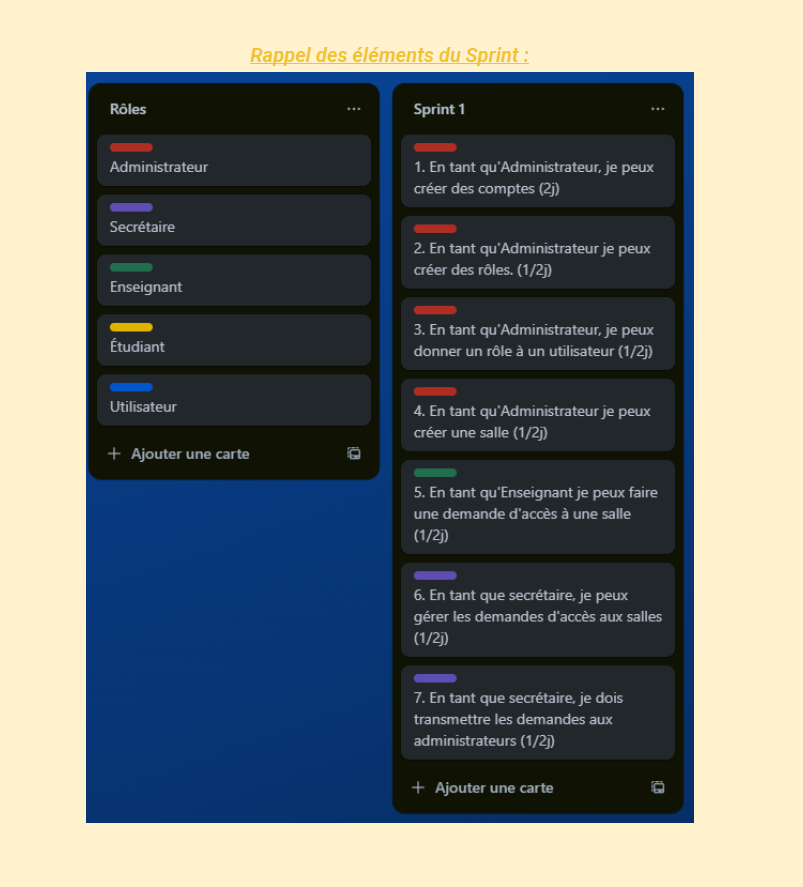 Rappel des éléments du Sprint :
Rôles
Administrateur
Secrétaire
Enseignant
Étudiant
Utilisateur
Ajouter une carte
Sprint 1
1. En tant qu'Administrateur, je peux
créer des comptes (2j)
2. En tant qu'Administrateur je peux
créer des rôles. (1/2j)
3. En tant qu'Administrateur, je peux
donner un rôle à un utilisateur (1/2j)
4. En tant qu'Administrateur je peux
créer une salle (1/2j)
5. En tant qu'Enseignant je peux faire
une demande d'accès à une salle
(1/2j)
6. En tant que secrétaire, je peux
gérer les demandes d'accès aux salles
(1/2j)
7. En tant que secrétaire, je dois
transmettre les demandes aux
administrateurs (1/2j)
Ajouter une carte